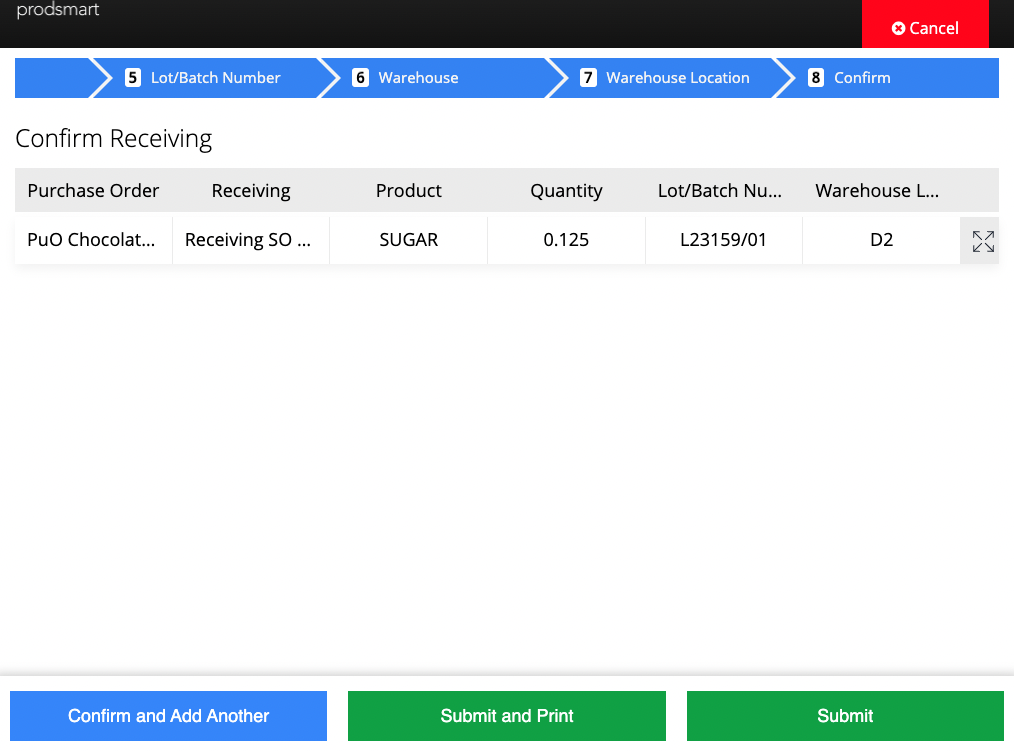 prodsmart
Cancel
5 Lot/Batch Number 6 Warehouse 7 Warehouse Location 8 Confirm
Confirm Receiving
Purchase Order Receiving Product Quantity Lot/Batch Nu... Warehouse L...
PuO Chocolat... Receiving SO ... SUGAR 0.125 L23159/01 D2
Confirm and Add Another Submit and Print Submit